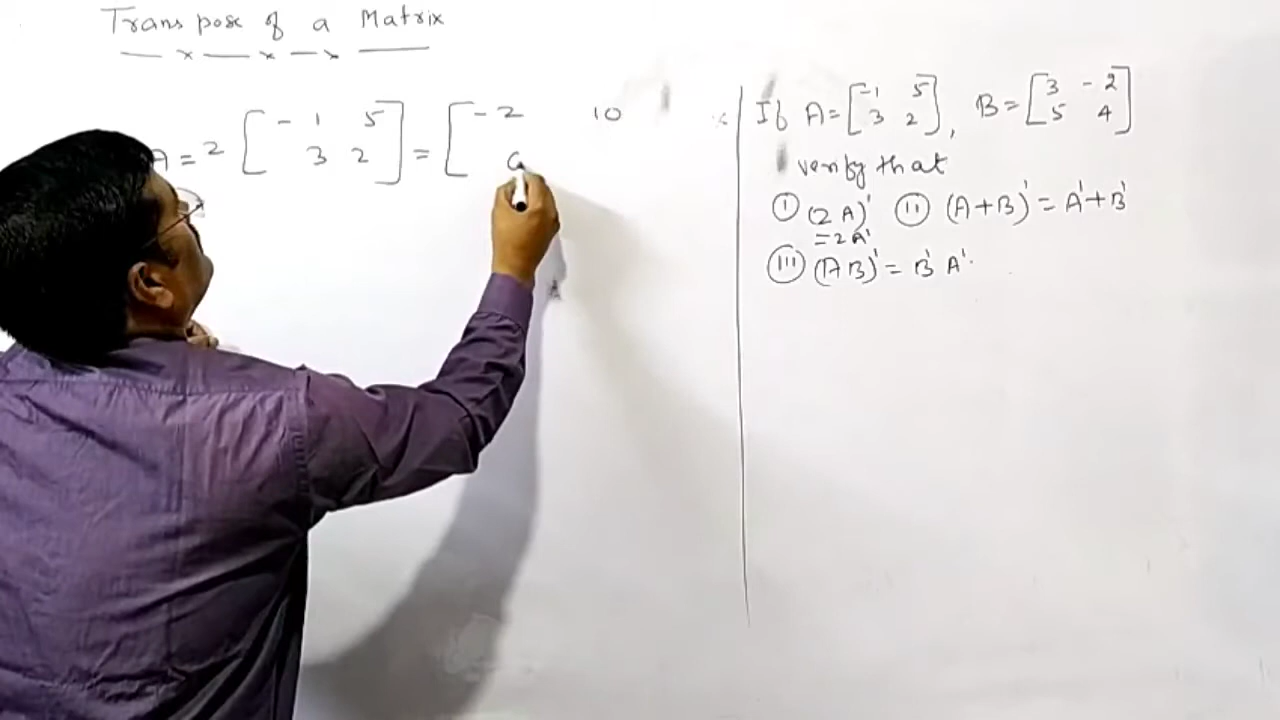 Transpose of a Matrix
A = 2 [ -1 5 ] = [ -2 10
3 2 6
If A = [ -1 5 ], B = [ 3 -2 ]
3 2 5 4
verify that
(i) (2A)' (ii) (A+B)' = A'+B'
= 2A'
(iii) (AB)' = B' A'.